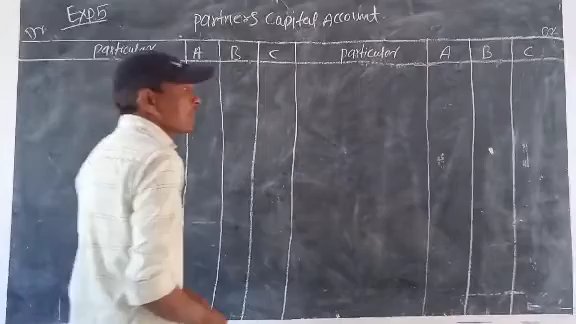 Exp5 Partners Capital Account.
Dr Cr
particular A B C particular A B C